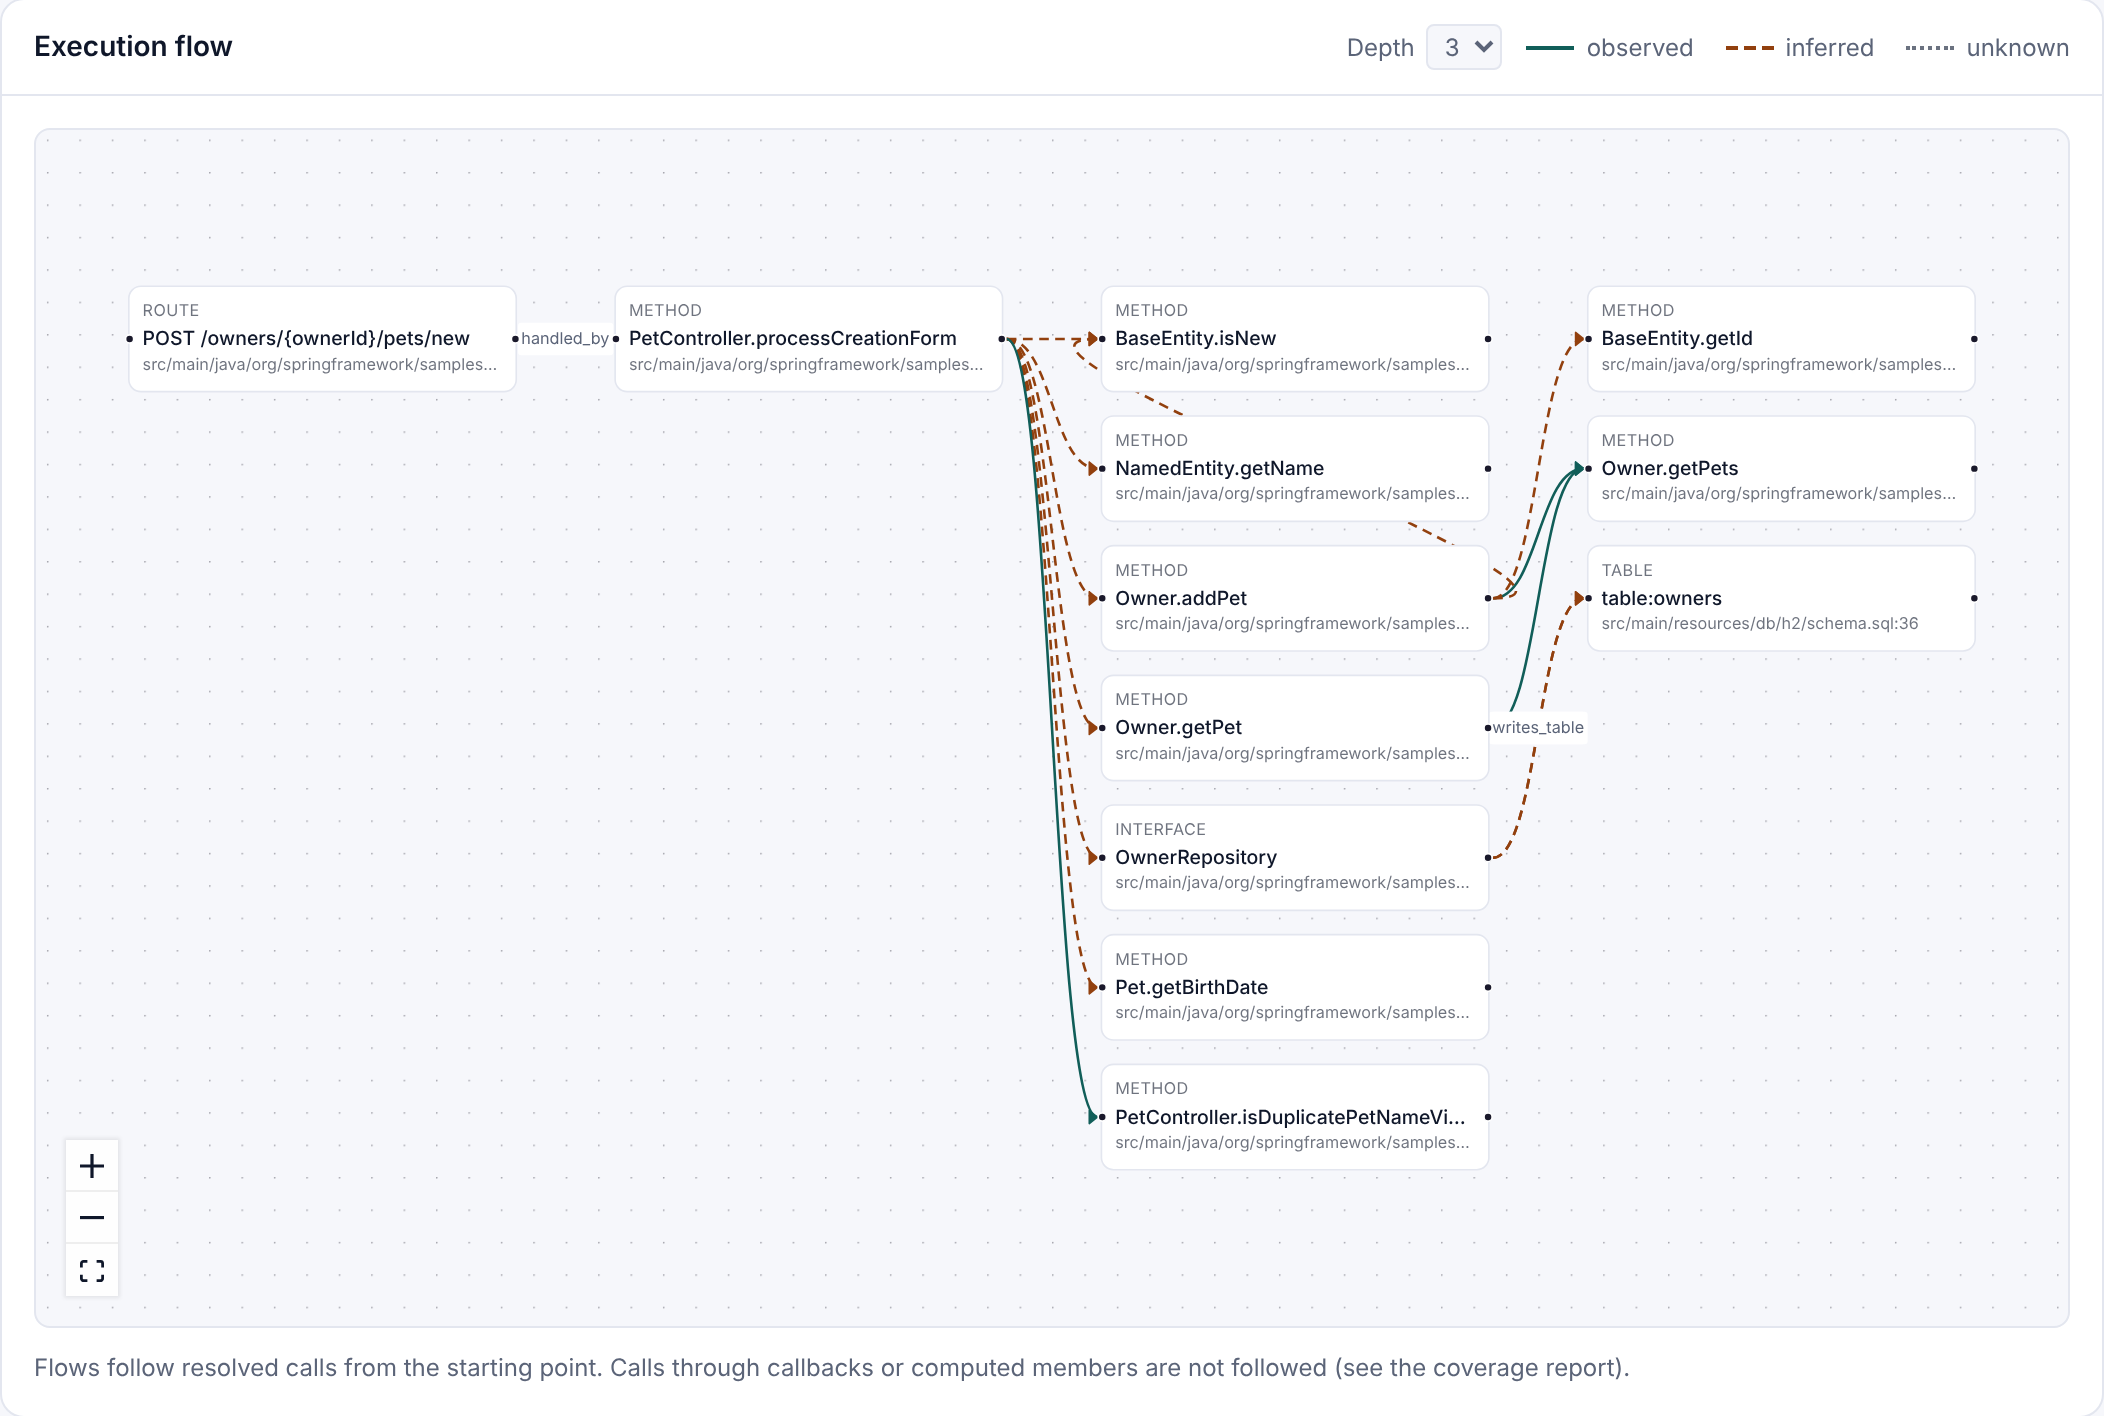 Execution flow
Depth 3 observed inferred unknown
ROUTE
POST /owners/{ownerId}/pets/new
src/main/java/org/springframework/samples...
handled_by
METHOD
PetController.processCreationForm
src/main/java/org/springframework/samples...
METHOD
BaseEntity.isNew
src/main/java/org/springframework/samples...
METHOD
NamedEntity.getName
src/main/java/org/springframework/samples...
METHOD
Owner.addPet
src/main/java/org/springframework/samples...
METHOD
Owner.getPet
src/main/java/org/springframework/samples...
INTERFACE
OwnerRepository
src/main/java/org/springframework/samples...
METHOD
Pet.getBirthDate
src/main/java/org/springframework/samples...
METHOD
PetController.isDuplicatePetNameVi...
src/main/java/org/springframework/samples...
writes_table
METHOD
BaseEntity.getId
src/main/java/org/springframework/samples...
METHOD
Owner.getPets
src/main/java/org/springframework/samples...
TABLE
table:owners
src/main/resources/db/h2/schema.sql:36
Flows follow resolved calls from the starting point. Calls through callbacks or computed members are not followed (see the coverage report).